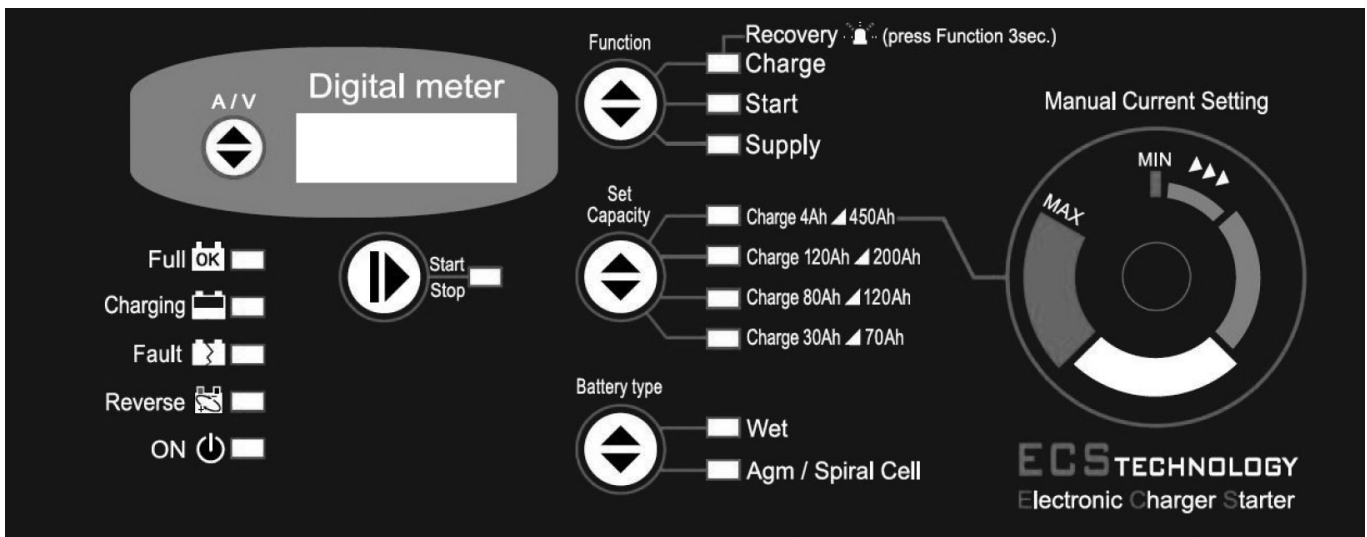 A / V
Digital meter
Full OK
Charging
Fault
Reverse
ON
Start
Stop
Function
Recovery (press Function 3sec.)
Charge
Start
Supply
Set
Capacity
Charge 4Ah 450Ah
Charge 120Ah 200Ah
Charge 80Ah 120Ah
Charge 30Ah 70Ah
Battery type
Wet
Agm / Spiral Cell
Manual Current Setting
MIN
MAX
ECS TECHNOLOGY
Electronic Charger Starter